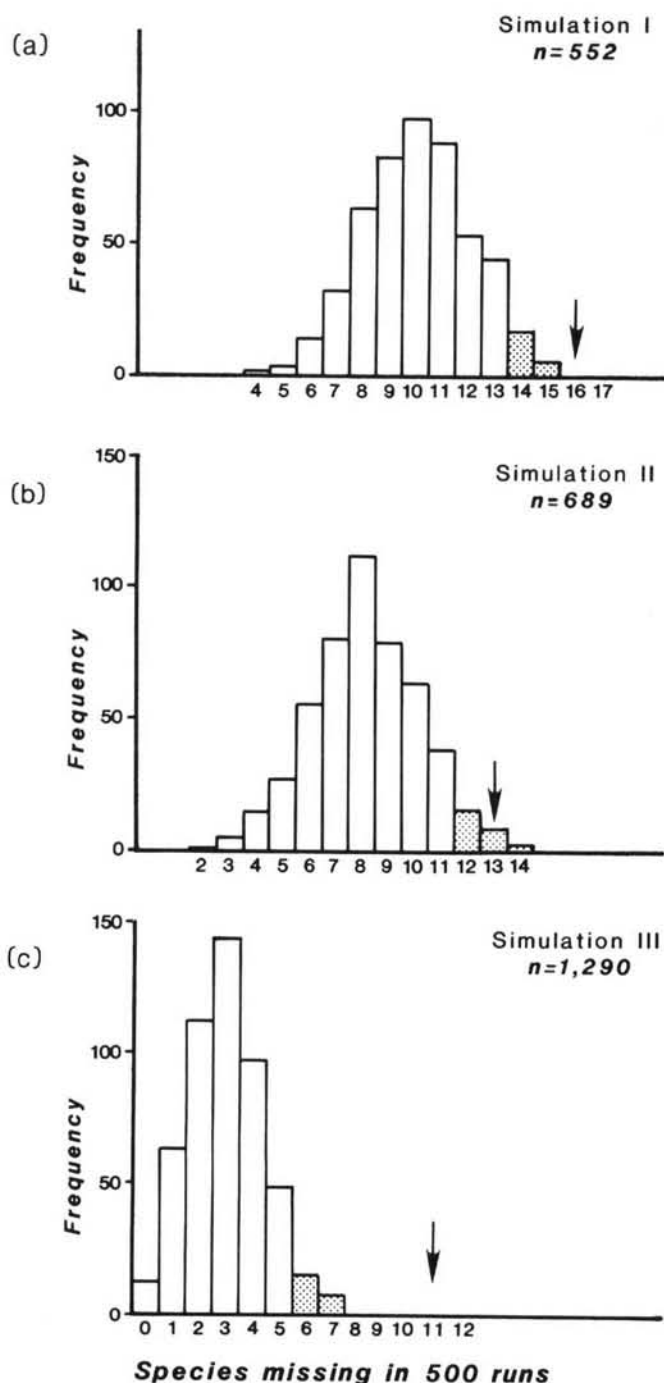 (a)
Simulation I
n=552
Frequency
100
50
0
4 5 6 7 8 9 10 11 12 13 14 15 16 17
(b)
Simulation II
n=689
Frequency
150
100
50
0
2 3 4 5 6 7 8 9 10 11 12 13 14
(c)
Simulation III
n=1,290
Frequency
150
100
50
0
0 1 2 3 4 5 6 7 8 9 10 11 12
Species missing in 500 runs